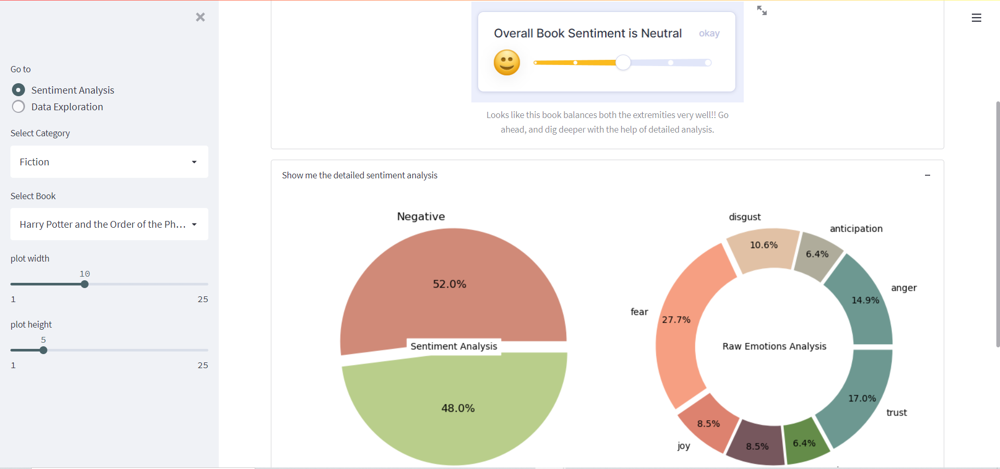 Go to
Sentiment Analysis
Data Exploration
Select Category
Fiction
Select Book
Harry Potter and the Order of the Ph...
plot width
10
1 25
plot height
5
1 25
Overall Book Sentiment is Neutral okay
Looks like this book balances both the extremities very well!! Go
ahead, and dig deeper with the help of detailed analysis.
Show me the detailed sentiment analysis
Negative
52.0%
Sentiment Analysis
48.0%
disgust
10.6%
anticipation
6.4%
anger
14.9%
fear
27.7%
Raw Emotions Analysis
17.0%
trust
8.5%
joy
8.5%
6.4%